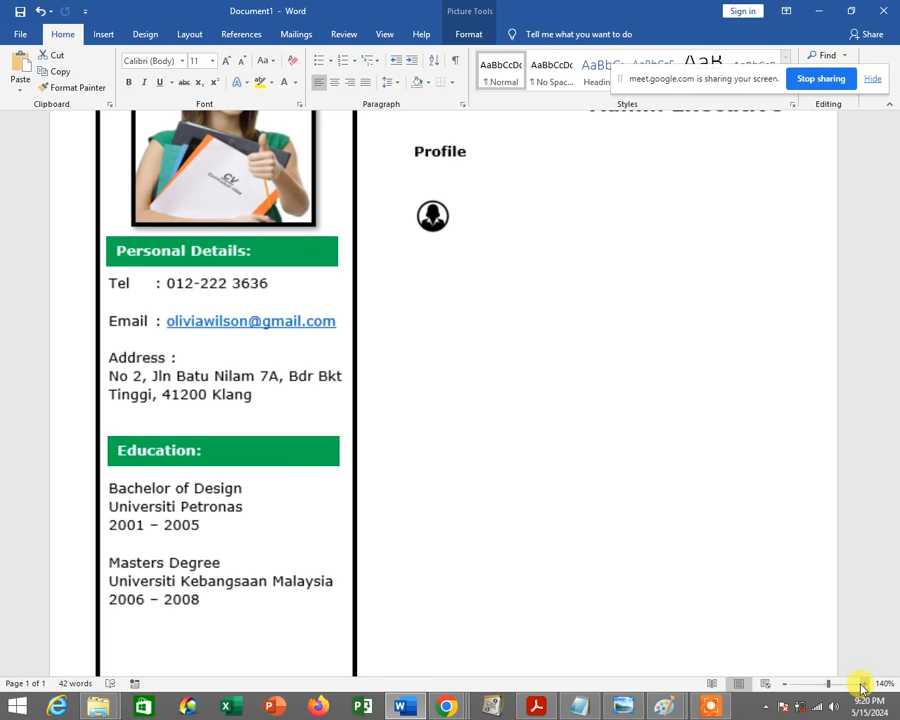 Document1 - Word
Picture Tools
Sign in
File
Home
Insert
Design
Layout
References
Mailings
Review
View
Help
Format
Tell me what you want to do
Share
Paste
Cut
Copy
Format Painter
Clipboard
Calibri (Body)
11
Font
Paragraph
AaBbCcDc
¶ Normal
AaBbCcDc
¶ No Spac...
Headin
Styles
Find
Editing
meet.google.com is sharing your screen.
Stop sharing
Hide
Admin Executive
CV
Profile
Personal Details:
Tel : 012-222 3636
Email : oliviawilson@gmail.com
Address :
No 2, Jln Batu Nilam 7A, Bdr Bkt
Tinggi, 41200 Klang
Education:
Bachelor of Design
Universiti Petronas
2001 – 2005
Masters Degree
Universiti Kebangsaan Malaysia
2006 – 2008
Page 1 of 1
42 words
140%
9:20 PM
5/15/2024